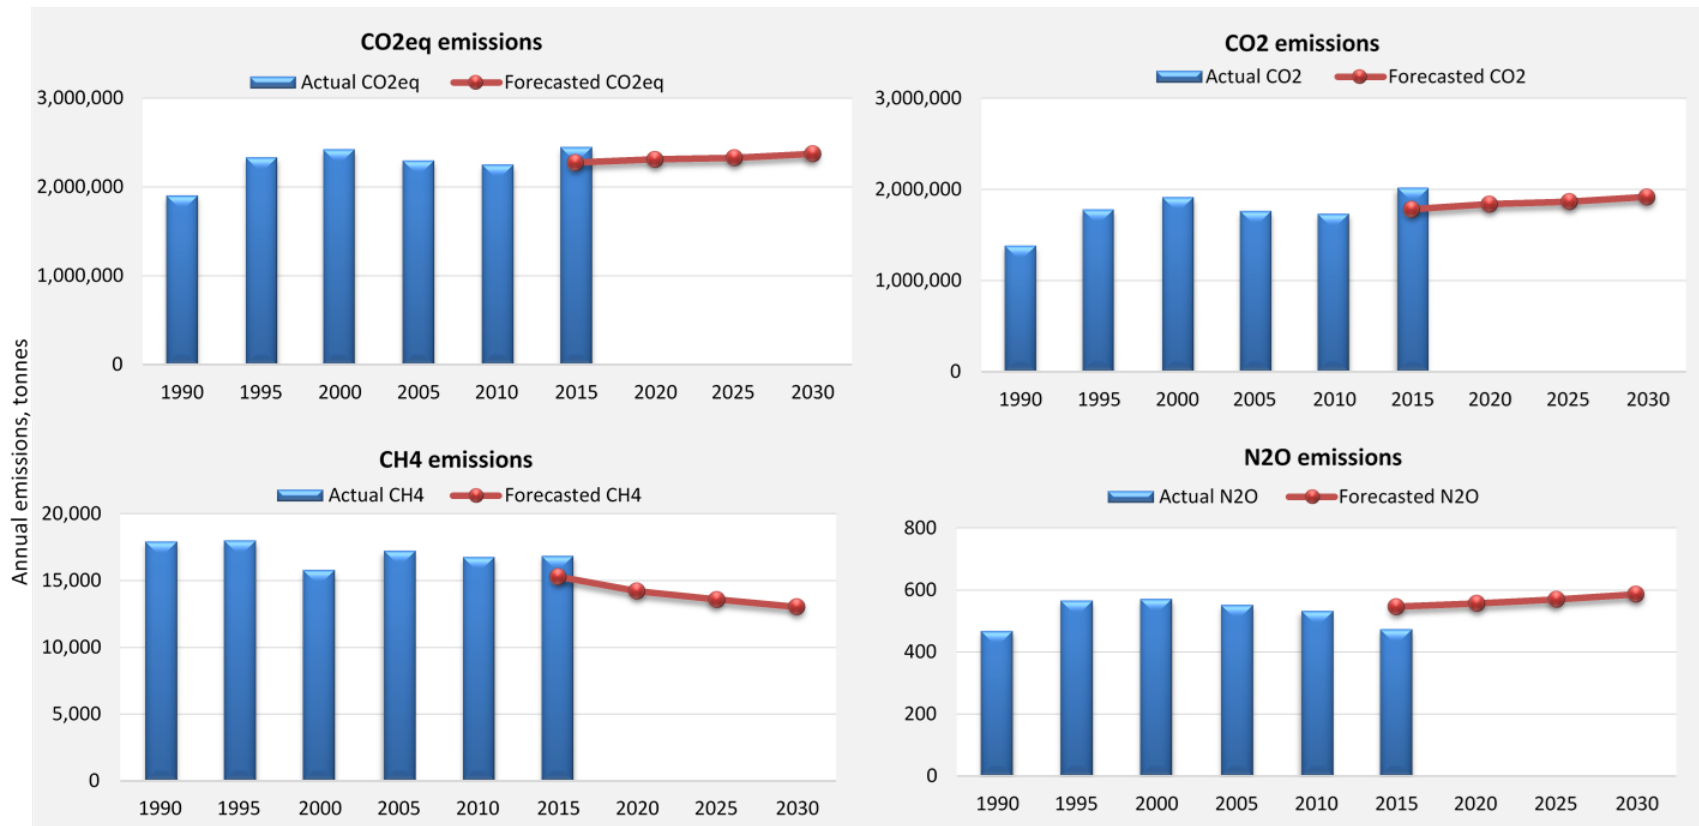 CO2eq emissions
Actual CO2eq Forecasted CO2eq
3,000,000
2,000,000
1,000,000
0
1990 1995 2000 2005 2010 2015 2020 2025 2030
CO2 emissions
Actual CO2 Forecasted CO2
3,000,000
2,000,000
1,000,000
0
1990 1995 2000 2005 2010 2015 2020 2025 2030
Annual emissions, tonnes
CH4 emissions
Actual CH4 Forecasted CH4
20,000
15,000
10,000
5,000
0
1990 1995 2000 2005 2010 2015 2020 2025 2030
N2O emissions
Actual N2O Forecasted N2O
800
600
400
200
0
1990 1995 2000 2005 2010 2015 2020 2025 2030